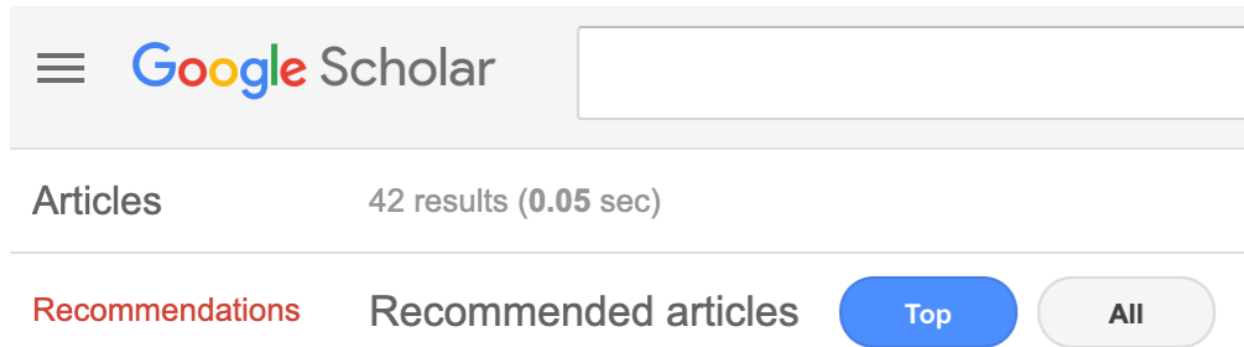 Google Scholar
Articles 42 results (0.05 sec)
Recommendations Recommended articles Top All